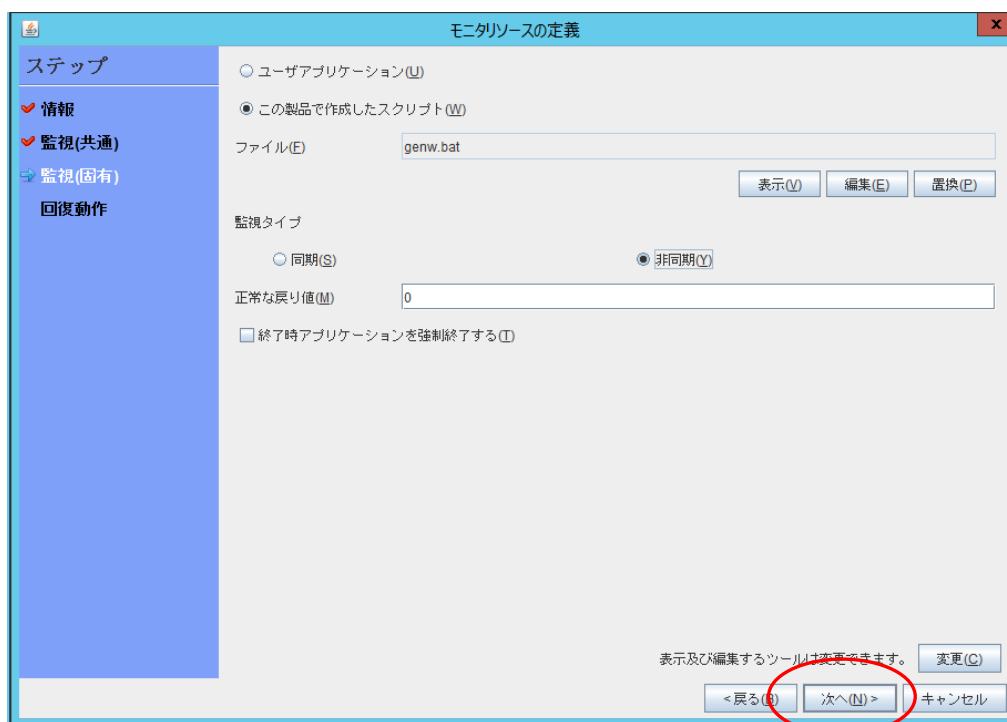 モニタリソースの定義
x
ステップ
情報
監視(共通)
監視(固有)
回復動作
ユーザアプリケーション(U)
この製品で作成したスクリプト(W)
ファイル(F) genw.bat
表示(V) 編集(E) 置換(P)
監視タイプ
同期(S) 非同期(Y)
正常な戻り値(M) 0
終了時アプリケーションを強制終了する(T)
表示及び編集するツールは変更できます。 変更(C)
<戻る(B) 次へ(N)> キャンセル